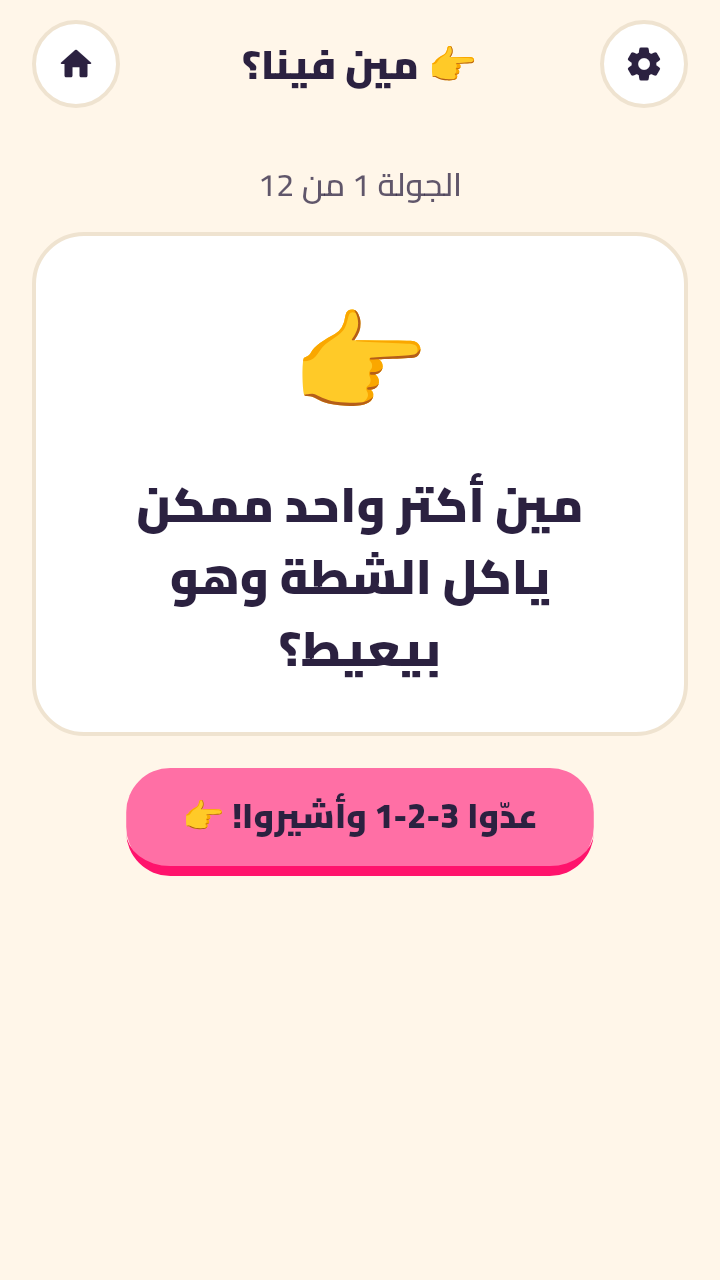 👉 مين فينا؟
الجولة 1 من 12
👉
مين أكتر واحد ممكن
ياكل الشطة وهو
بيعيط؟
عدّوا 3-2-1 وأشيروا! 👉